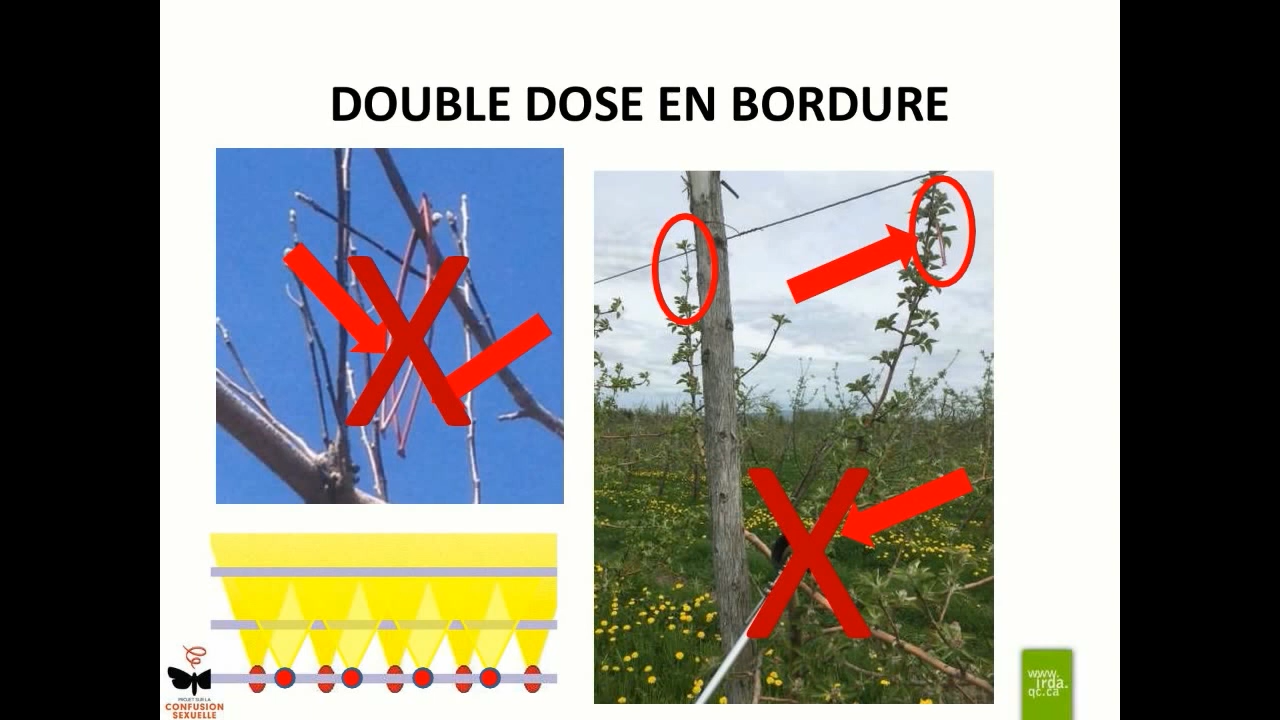 DOUBLE DOSE EN BORDURE
PROJET SUR LA
CONFUSION
SEXUELLE
www.
irda.
qc.ca